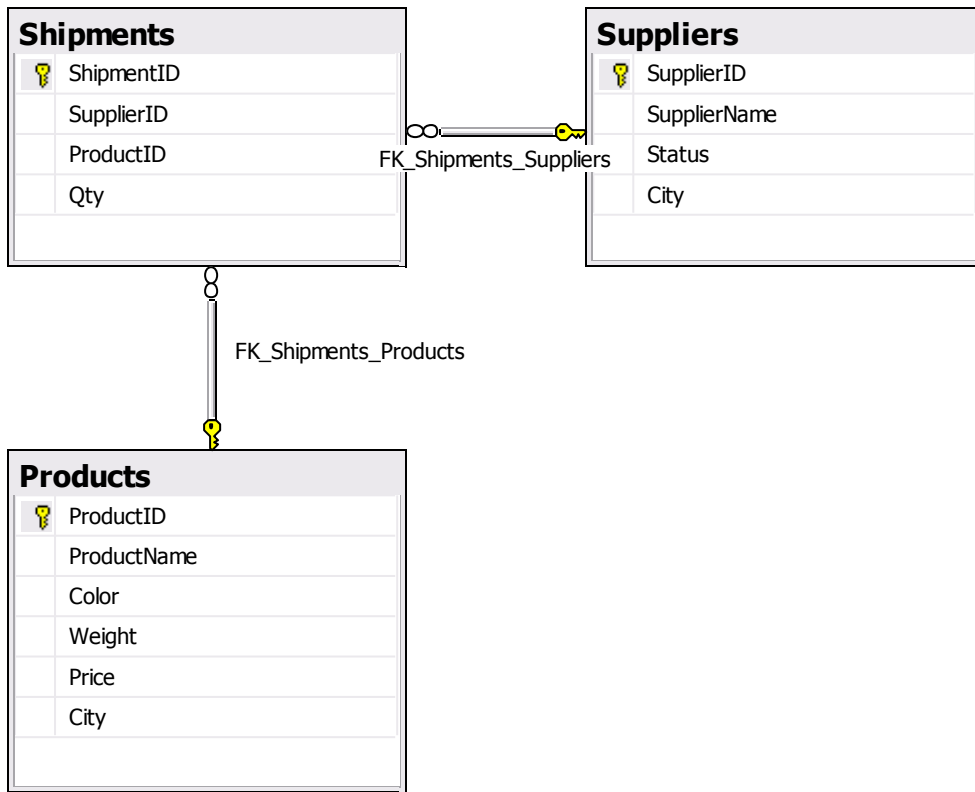 Shipments
ShipmentID
SupplierID
ProductID
Qty
Suppliers
SupplierID
SupplierName
Status
City
FK_Shipments_Suppliers
FK_Shipments_Products
Products
ProductID
ProductName
Color
Weight
Price
City